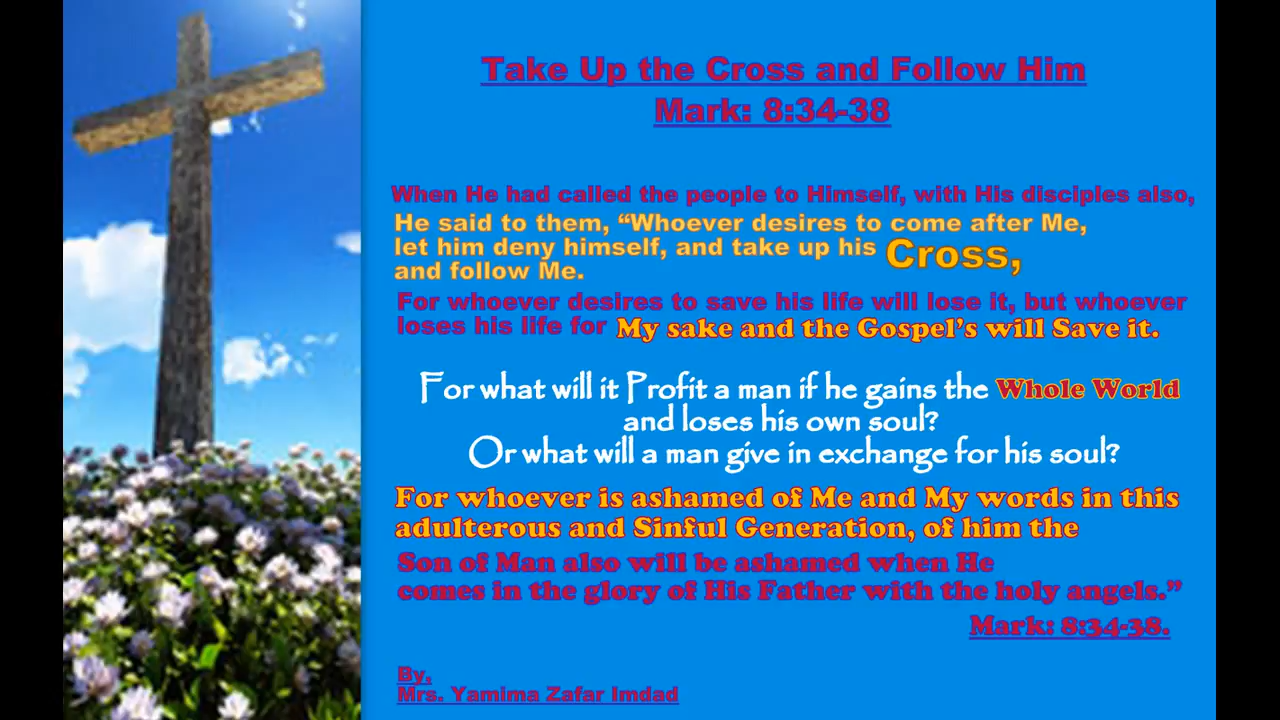 Take Up the Cross and Follow Him
Mark: 8:34-38
When He had called the people to Himself, with His disciples also,
He said to them, “Whoever desires to come after Me,
let him deny himself, and take up his Cross,
and follow Me.
For whoever desires to save his life will lose it, but whoever
loses his life for My sake and the Gospel’s will Save it.
For what will it Profit a man if he gains the Whole World
and loses his own soul?
Or what will a man give in exchange for his soul?
For whoever is ashamed of Me and My words in this
adulterous and Sinful Generation, of him the
Son of Man also will be ashamed when He
comes in the glory of His Father with the holy angels.”
Mark: 8:34-38.
By.
Mrs. Yamima Zafar Imdad